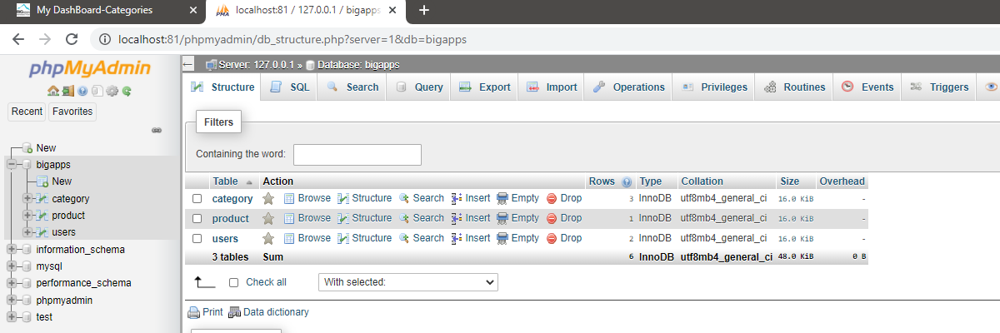 My DashBoard-Categories
localhost:81 / 127.0.0.1 / bigapps
localhost:81/phpmyadmin/db_structure.php?server=1&db=bigapps
phpMyAdmin
Recent Favorites
New
bigapps
New
category
product
users
information_schema
mysql
performance_schema
phpmyadmin
test
Server: 127.0.0.1 » Database: bigapps
Structure SQL Search Query Export Import Operations Privileges Routines Events Triggers
Filters
Containing the word:
Table Action Rows Type Collation Size Overhead
category Browse Structure Search Insert Empty Drop 3 InnoDB utf8mb4_general_ci 16.0 KiB -
product Browse Structure Search Insert Empty Drop 1 InnoDB utf8mb4_general_ci 16.0 KiB -
users Browse Structure Search Insert Empty Drop 2 InnoDB utf8mb4_general_ci 16.0 KiB -
3 tables Sum 6 InnoDB utf8mb4_general_ci 48.0 KiB 0 B
Check all With selected:
Print Data dictionary